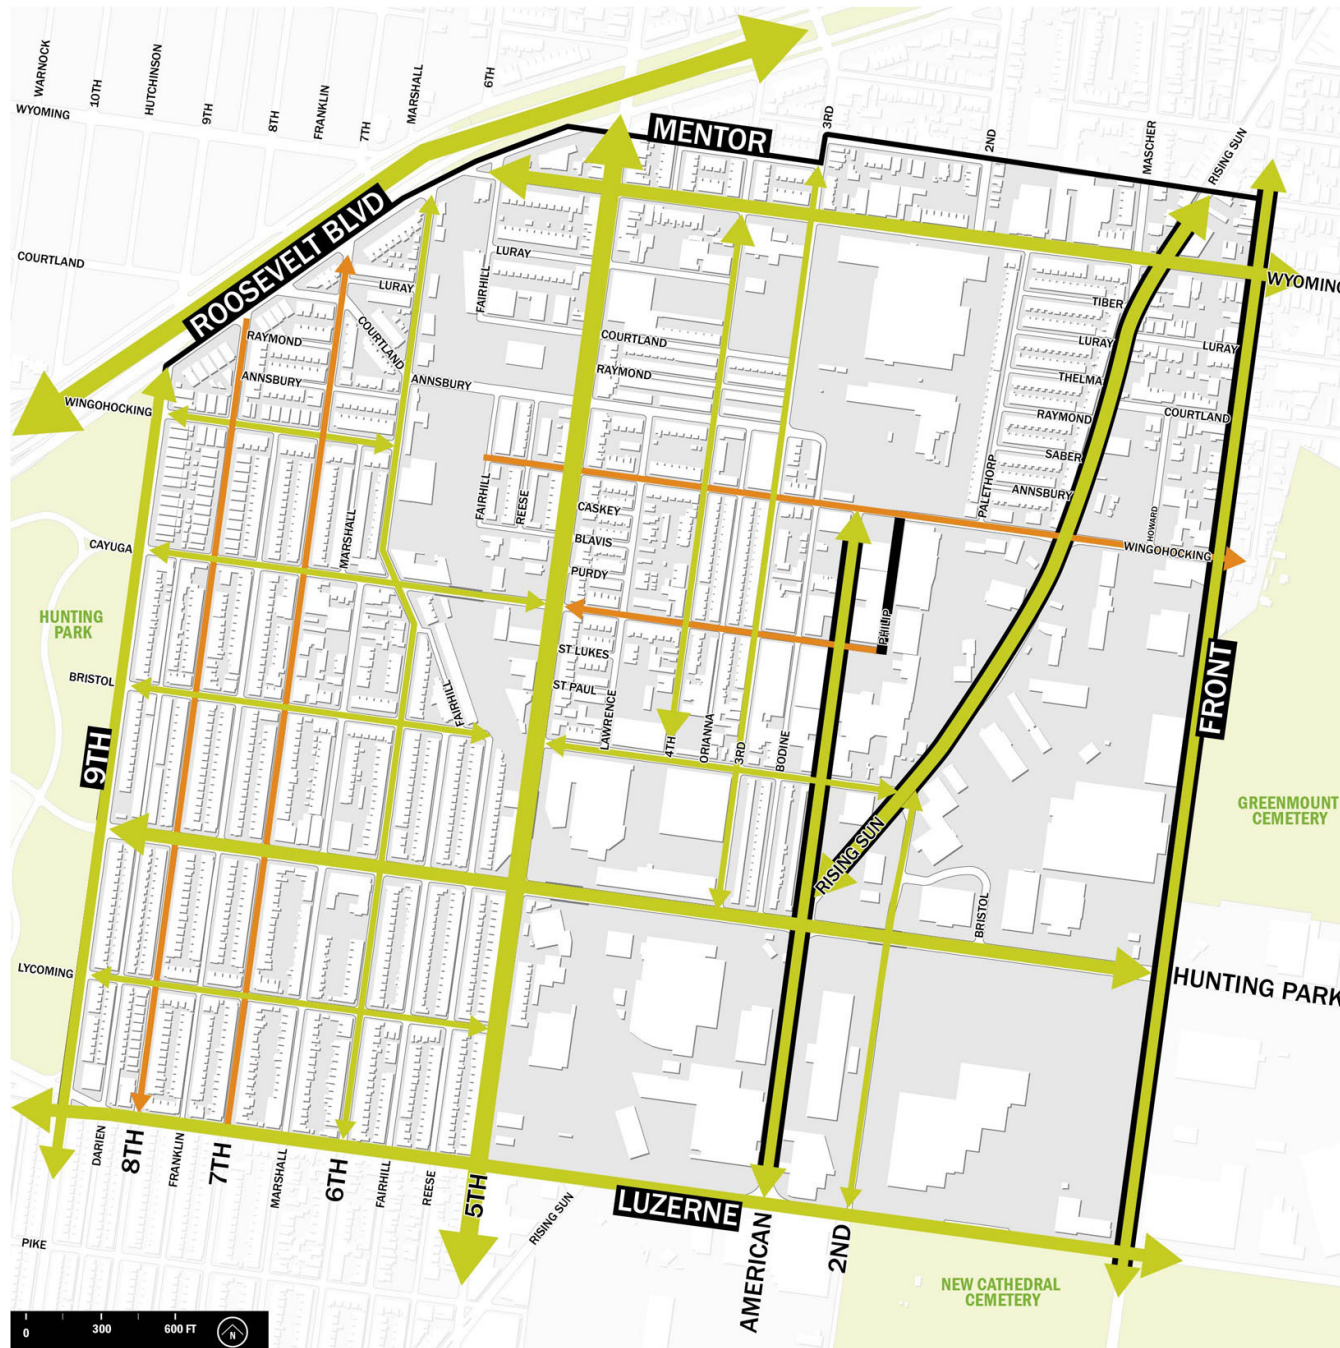 WARNOCK
10TH
HUTCHINSON
9TH
8TH
FRANKLIN
7TH
MARSHALL
6TH
WYOMING
MENTOR
3RD
2ND
MASCHER
RISING SUN
COURTLAND
ROOSEVELT BLVD
LURAY
FAIRHILL
LURAY
WYOMING
TIBER
RAYMOND
COURTLAND
COURTLAND
LURAY
LURAY
ANNSBURY
ANNSBURY
RAYMOND
THELMA
WINGOHOCKING
RAYMOND
COURTLAND
SABER
FAIRHILL
REESE
PALETHORP
ANNSBURY
CASKEY
HOWARD
MARSHALL
BLAVIS
CAYUGA
WINGOHOCKING
PURDY
HUNTING
PARK
PHILIP
ST LUKES
BRISTOL
ST PAUL
FAIRHILL
LAWRENCE
4TH
ORIANNA
3RD
BODINE
FRONT
9TH
GREENMOUNT
CEMETERY
RISING SUN
BRISTOL
LYCOMING
HUNTING PARK
DARIEN
8TH
FRANKLIN
7TH
MARSHALL
6TH
FAIRHILL
REESE
5TH
RISING SUN
LUZERNE
AMERICAN
2ND
PIKE
NEW CATHEDRAL
CEMETERY
0 300 600 FT
N